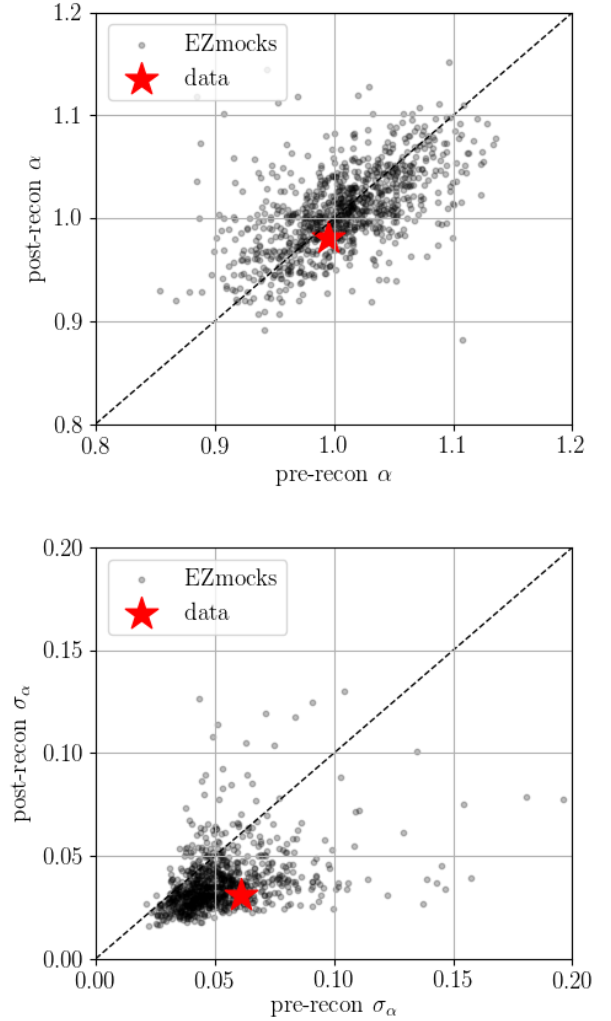 1.2
EZmocks
data
1.1
post-recon α
1.0
0.9
0.8
0.8 0.9 1.0 1.1 1.2
pre-recon α
0.20
EZmocks
data
0.15
post-recon σα
0.10
0.05
0.00
0.00 0.05 0.10 0.15 0.20
pre-recon σα